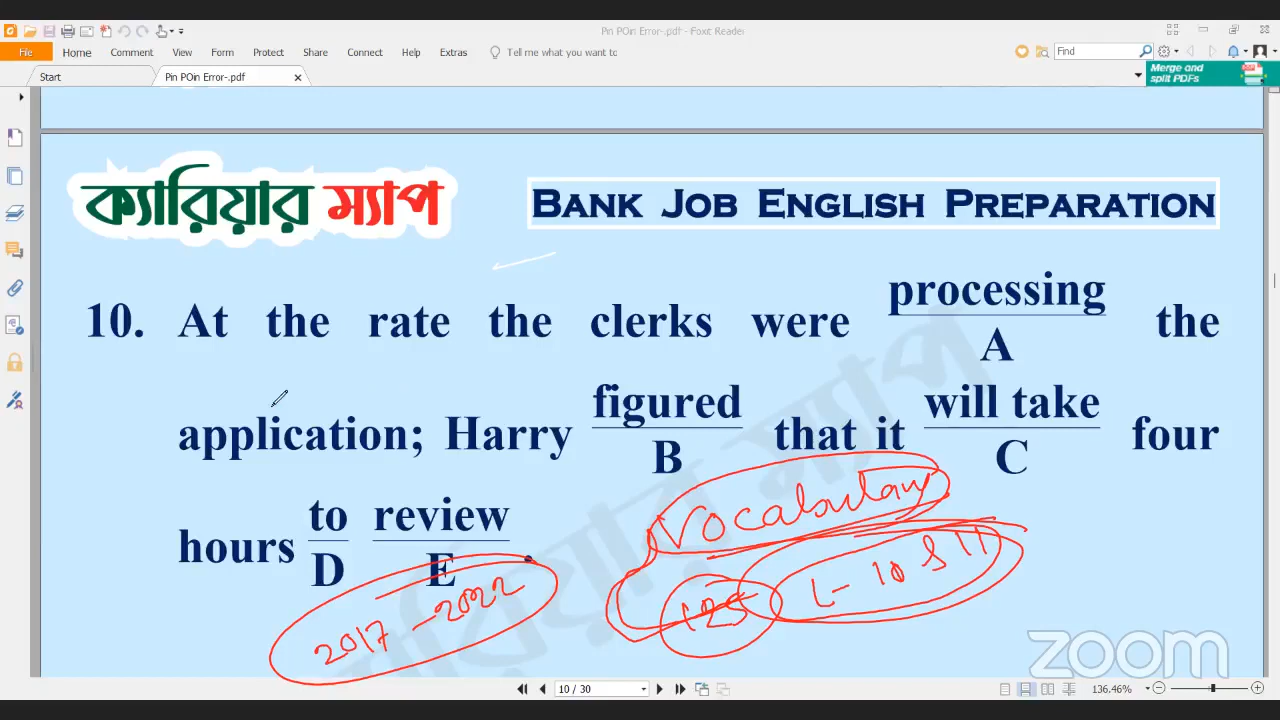 Pin POin Error-.pdf - Foxit Reader
File Home Comment View Form Protect Share Connect Help Extras Tell me what you want to Find
Start Pin POin Error-.pdf
Merge and
split PDFs
ক্যারিয়ার ম্যাপ BANK JOB ENGLISH PREPARATION
10. At the rate the clerks were processing the
A
application; Harry figured that it will take four
B C
hours to review .
D E
Vocabulary
2017 - 2022
125 L- 10 & 11
ক্যারিয়ার ম্যাপ
zoom
10 / 30 136.46%